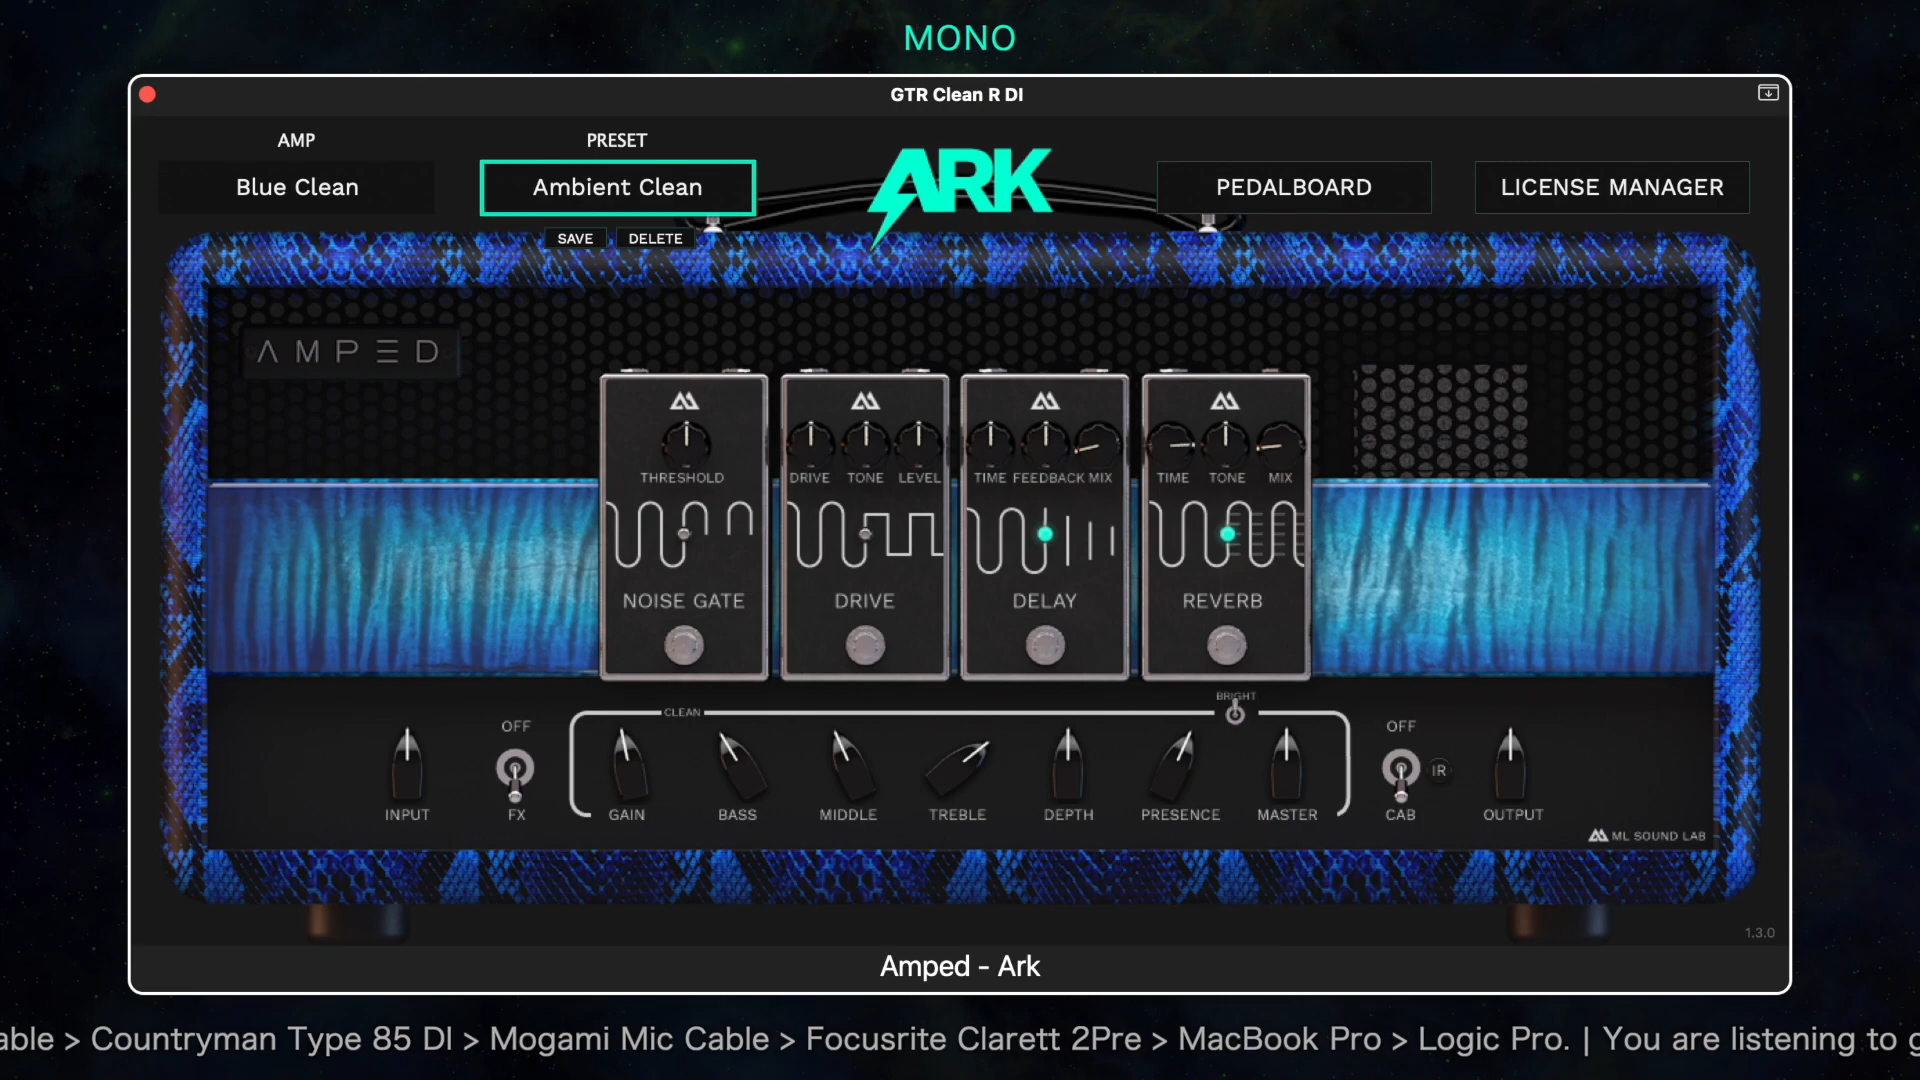 MONO
GTR Clean R DI
AMP
PRESET
Blue Clean
Ambient Clean
ARK
PEDALBOARD
LICENSE MANAGER
SAVE
DELETE
AMPED
THRESHOLD
DRIVE TONE LEVEL
TIME FEEDBACK MIX
TIME TONE MIX
NOISE GATE
DRIVE
DELAY
REVERB
BRIGHT
CLEAN
OFF
OFF
IR
INPUT
FX
GAIN
BASS
MIDDLE
TREBLE
DEPTH
PRESENCE
MASTER
CAB
OUTPUT
ML SOUND LAB
1.3.0
Amped - Ark
> Countryman Type 85 DI > Mogami Mic Cable > Focusrite Clarett 2Pre > MacBook Pro > Logic Pro. | You are listening to